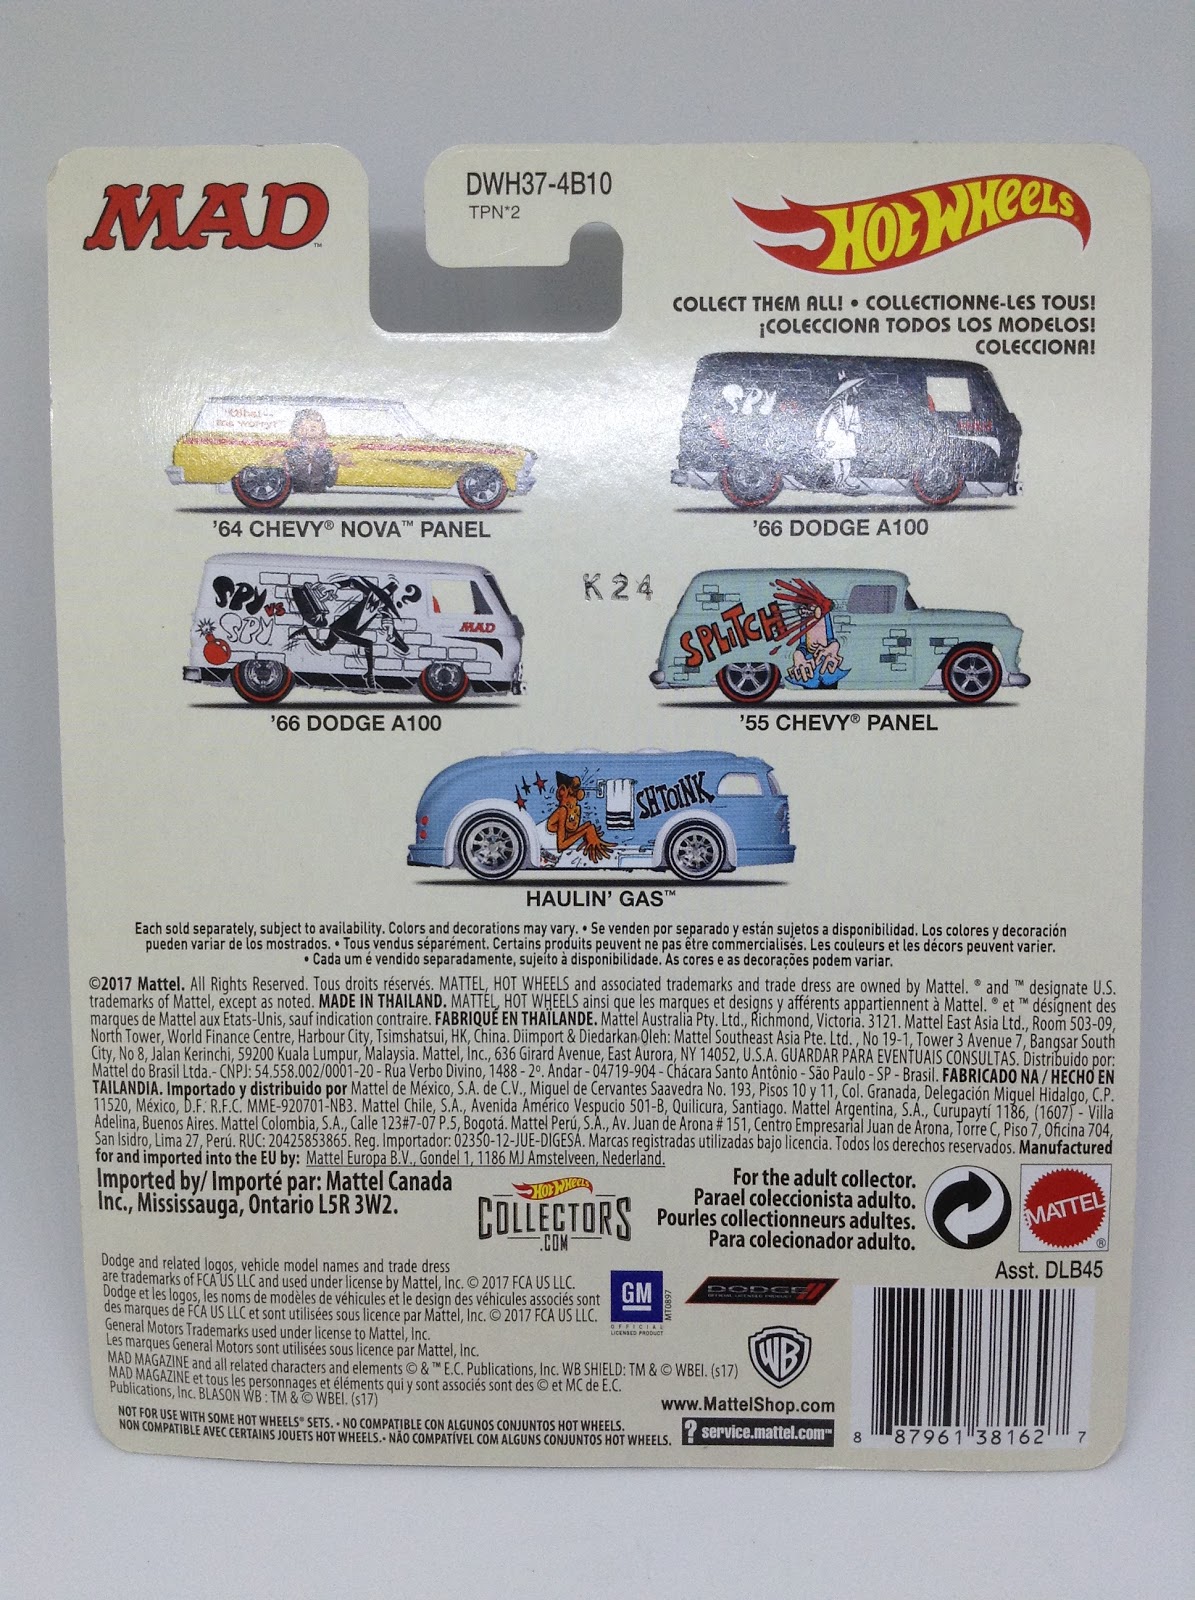 MAD™
DWH37-4B10
TPN*2
HOT WHEELS
COLLECT THEM ALL! • COLLECTIONNE-LES TOUS!
¡COLECCIONA TODOS LOS MODELOS!
COLECCIONA!
What--
me worry?
'64 CHEVY® NOVA™ PANEL
SPY vs
'66 DODGE A100
SPY vs SPY
MAD
'66 DODGE A100
K24
SPLITCH
'55 CHEVY® PANEL
SHTOINK
HAULIN' GAS™
Each sold separately, subject to availability. Colors and decorations may vary. • Se venden por separado y están sujetos a disponibilidad. Los colores y decoración
pueden variar de los mostrados. • Tous vendus séparément. Certains produits peuvent ne pas être commercialisés. Les couleurs et les décors peuvent varier.
• Cada um é vendido separadamente, sujeito à disponibilidade. As cores e as decorações podem variar.
©2017 Mattel. All Rights Reserved. Tous droits réservés. MATTEL, HOT WHEELS and associated trademarks and trade dress are owned by Mattel. ® and ™ designate U.S.
trademarks of Mattel, except as noted. MADE IN THAILAND. MATTEL, HOT WHEELS ainsi que les marques et designs y afférents appartiennent à Mattel. ® et ™ désignent des
marques de Mattel aux Etats-Unis, sauf indication contraire. FABRIQUÉ EN THAÏLANDE. Mattel Australia Pty. Ltd., Richmond, Victoria. 3121. Mattel East Asia Ltd., Room 503-09,
North Tower, World Finance Centre, Harbour City, Tsimshatsui, HK, China. Diimport & Diedarkan Oleh: Mattel Southeast Asia Pte. Ltd., No 19-1, Tower 3 Avenue 7, Bangsar South
City, No 8, Jalan Kerinchi, 59200 Kuala Lumpur, Malaysia. Mattel, Inc., 636 Girard Avenue, East Aurora, NY 14052, U.S.A. GUARDAR PARA EVENTUAIS CONSULTAS. Distribuido por:
Mattel do Brasil Ltda.- CNPJ: 54.558.002/0001-20 - Rua Verbo Divino, 1488 - 2º. Andar - 04719-904 - Chácara Santo Antônio - São Paulo - SP - Brasil. FABRICADO NA / HECHO EN
TAILANDIA. Importado y distribuido por Mattel de México, S.A. de C.V., Miguel de Cervantes Saavedra No. 193, Pisos 10 y 11, Col. Granada, Delegación Miguel Hidalgo, C.P.
11520, México, D.F. R.F.C. MME-920701-NB3. Mattel Chile, S.A., Avenida Américo Vespucio 501-B, Quilicura, Santiago. Mattel Argentina, S.A., Curupaytí 1186, (1607) - Villa
Adelina, Buenos Aires. Mattel Colombia, S.A., Calle 123#7-07 P.5, Bogotá. Mattel Perú, S.A., Av. Juan de Arona # 151, Centro Empresarial Juan de Arona, Torre C, Piso 7, Oficina 704,
San Isidro, Lima 27, Perú. RUC: 20425853865. Reg. Importador: 02350-12-JUE-DIGESA. Marcas registradas utilizadas bajo licencia. Todos los derechos reservados. Manufactured
for and imported into the EU by: Mattel Europa B.V., Gondel 1, 1186 MJ Amstelveen, Nederland.
Imported by/ Importé par: Mattel Canada
Inc., Mississauga, Ontario L5R 3W2.
HOT WHEELS
COLLECTORS
.COM
For the adult collector.
Parael coleccionista adulto.
Pourles collectionneurs adultes.
Para colecionador adulto.
MATTEL®
Asst. DLB45
Dodge and related logos, vehicle model names and trade dress
are trademarks of FCA US LLC and used under license by Mattel, Inc. © 2017 FCA US LLC.
Dodge et les logos, les noms de modèles de véhicules et le design des véhicules associés sont
des marques de FCA US LLC et sont utilisées sous licence par Mattel, Inc. © 2017 FCA US LLC.
General Motors Trademarks used under license to Mattel, Inc.
Les marques General Motors sont utilisées sous licence par Mattel, Inc.
MAD MAGAZINE and all related characters and elements © & ™ E.C. Publications, Inc. WB SHIELD: TM & © WBEI. (s17)
MAD MAGAZINE et tous les personnages et éléments qui y sont associés sont des © et MC de E.C.
Publications, Inc. BLASON WB : TM & © WBEI. (s17)
NOT FOR USE WITH SOME HOT WHEELS® SETS. • NO COMPATIBLE CON ALGUNOS CONJUNTOS HOT WHEELS.
NON COMPATIBLE AVEC CERTAINS JOUETS HOT WHEELS. • NÃO COMPATÍVEL COM ALGUNS CONJUNTOS HOT WHEELS.
GM
OFFICIAL
LICENSED PRODUCT
MT0897
DODGE
OFFICIAL LICENSED PRODUCT
WB
www.MattelShop.com
? service.mattel.com™
8 87961 38162 7